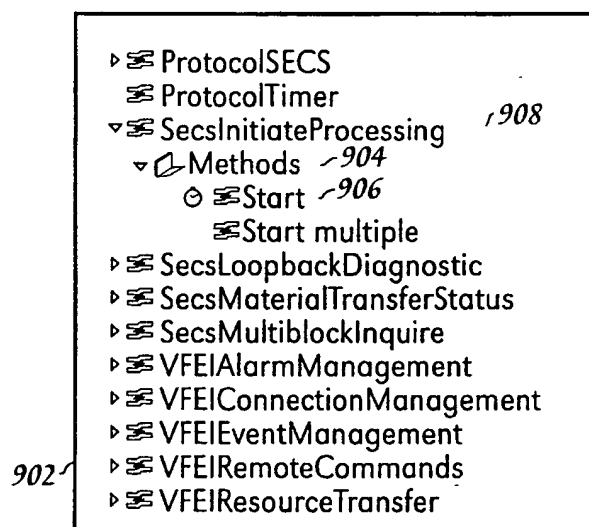 ProtocolSECS
ProtocolTimer
SecsInitiateProcessing 908
Methods 904
Start 906
Start multiple
SecsLoopbackDiagnostic
SecsMaterialTransferStatus
SecsMultiblockInquire
VFEIAlarmManagement
VFEIConnectionManagement
VFEIEventManagement
902 VFEIRemoteCommands
VFEIResourceTransfer